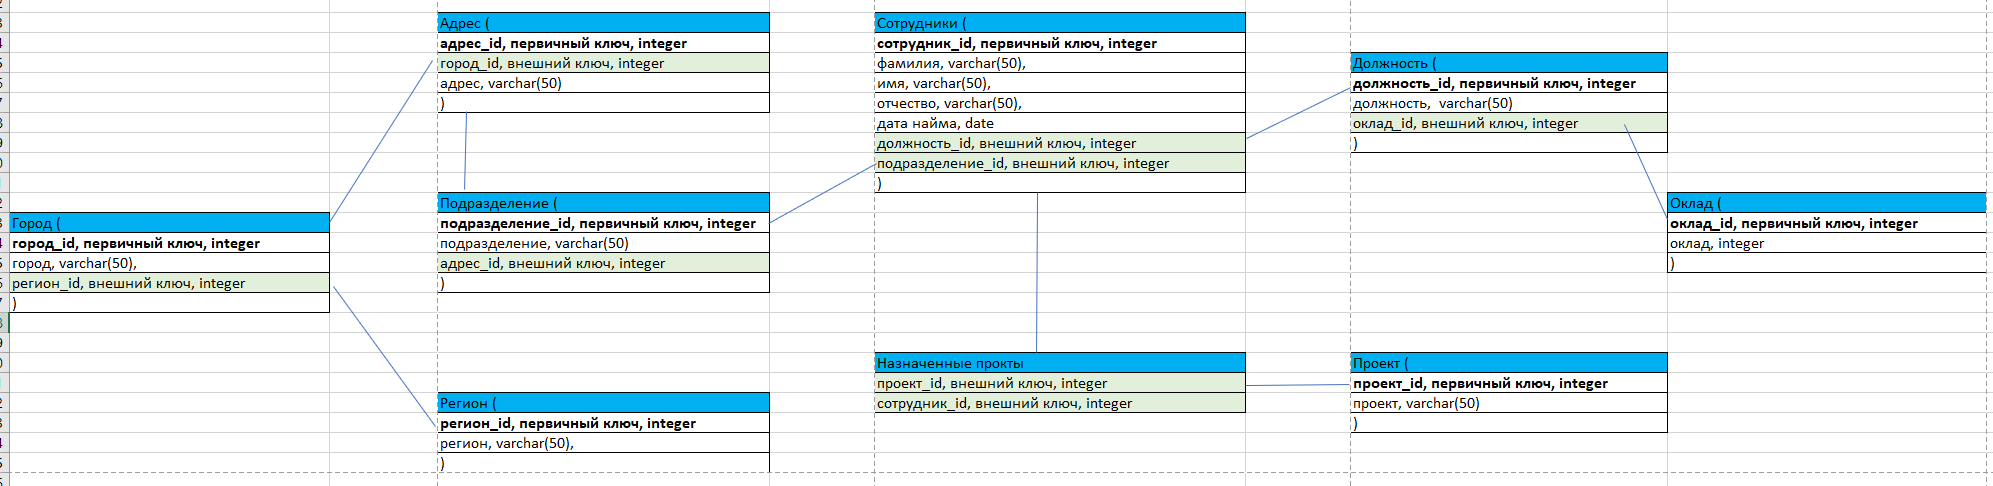 Адрес (
адрес_id, первичный ключ, integer
город_id, внешний ключ, integer
адрес, varchar(50)
)
Сотрудники (
сотрудник_id, первичный ключ, integer
фамилия, varchar(50),
имя, varchar(50),
отчество, varchar(50),
дата найма, date
должность_id, внешний ключ, integer
подразделение_id, внешний ключ, integer
)
Должность (
должность_id, первичный ключ, integer
должность,  varchar(50)
оклад_id, внешний ключ, integer
)
Город (
город_id, первичный ключ, integer
город, varchar(50),
регион_id, внешний ключ, integer
)
Подразделение (
подразделение_id, первичный ключ, integer
подразделение, varchar(50)
адрес_id, внешний ключ, integer
)
Оклад (
оклад_id, первичный ключ, integer
оклад, integer
)
Регион (
регион_id, первичный ключ, integer
регион, varchar(50),
)
Назначенные прокты
проект_id, внешний ключ, integer
сотрудник_id, внешний ключ, integer
Проект (
проект_id, первичный ключ, integer
проект, varchar(50)
)